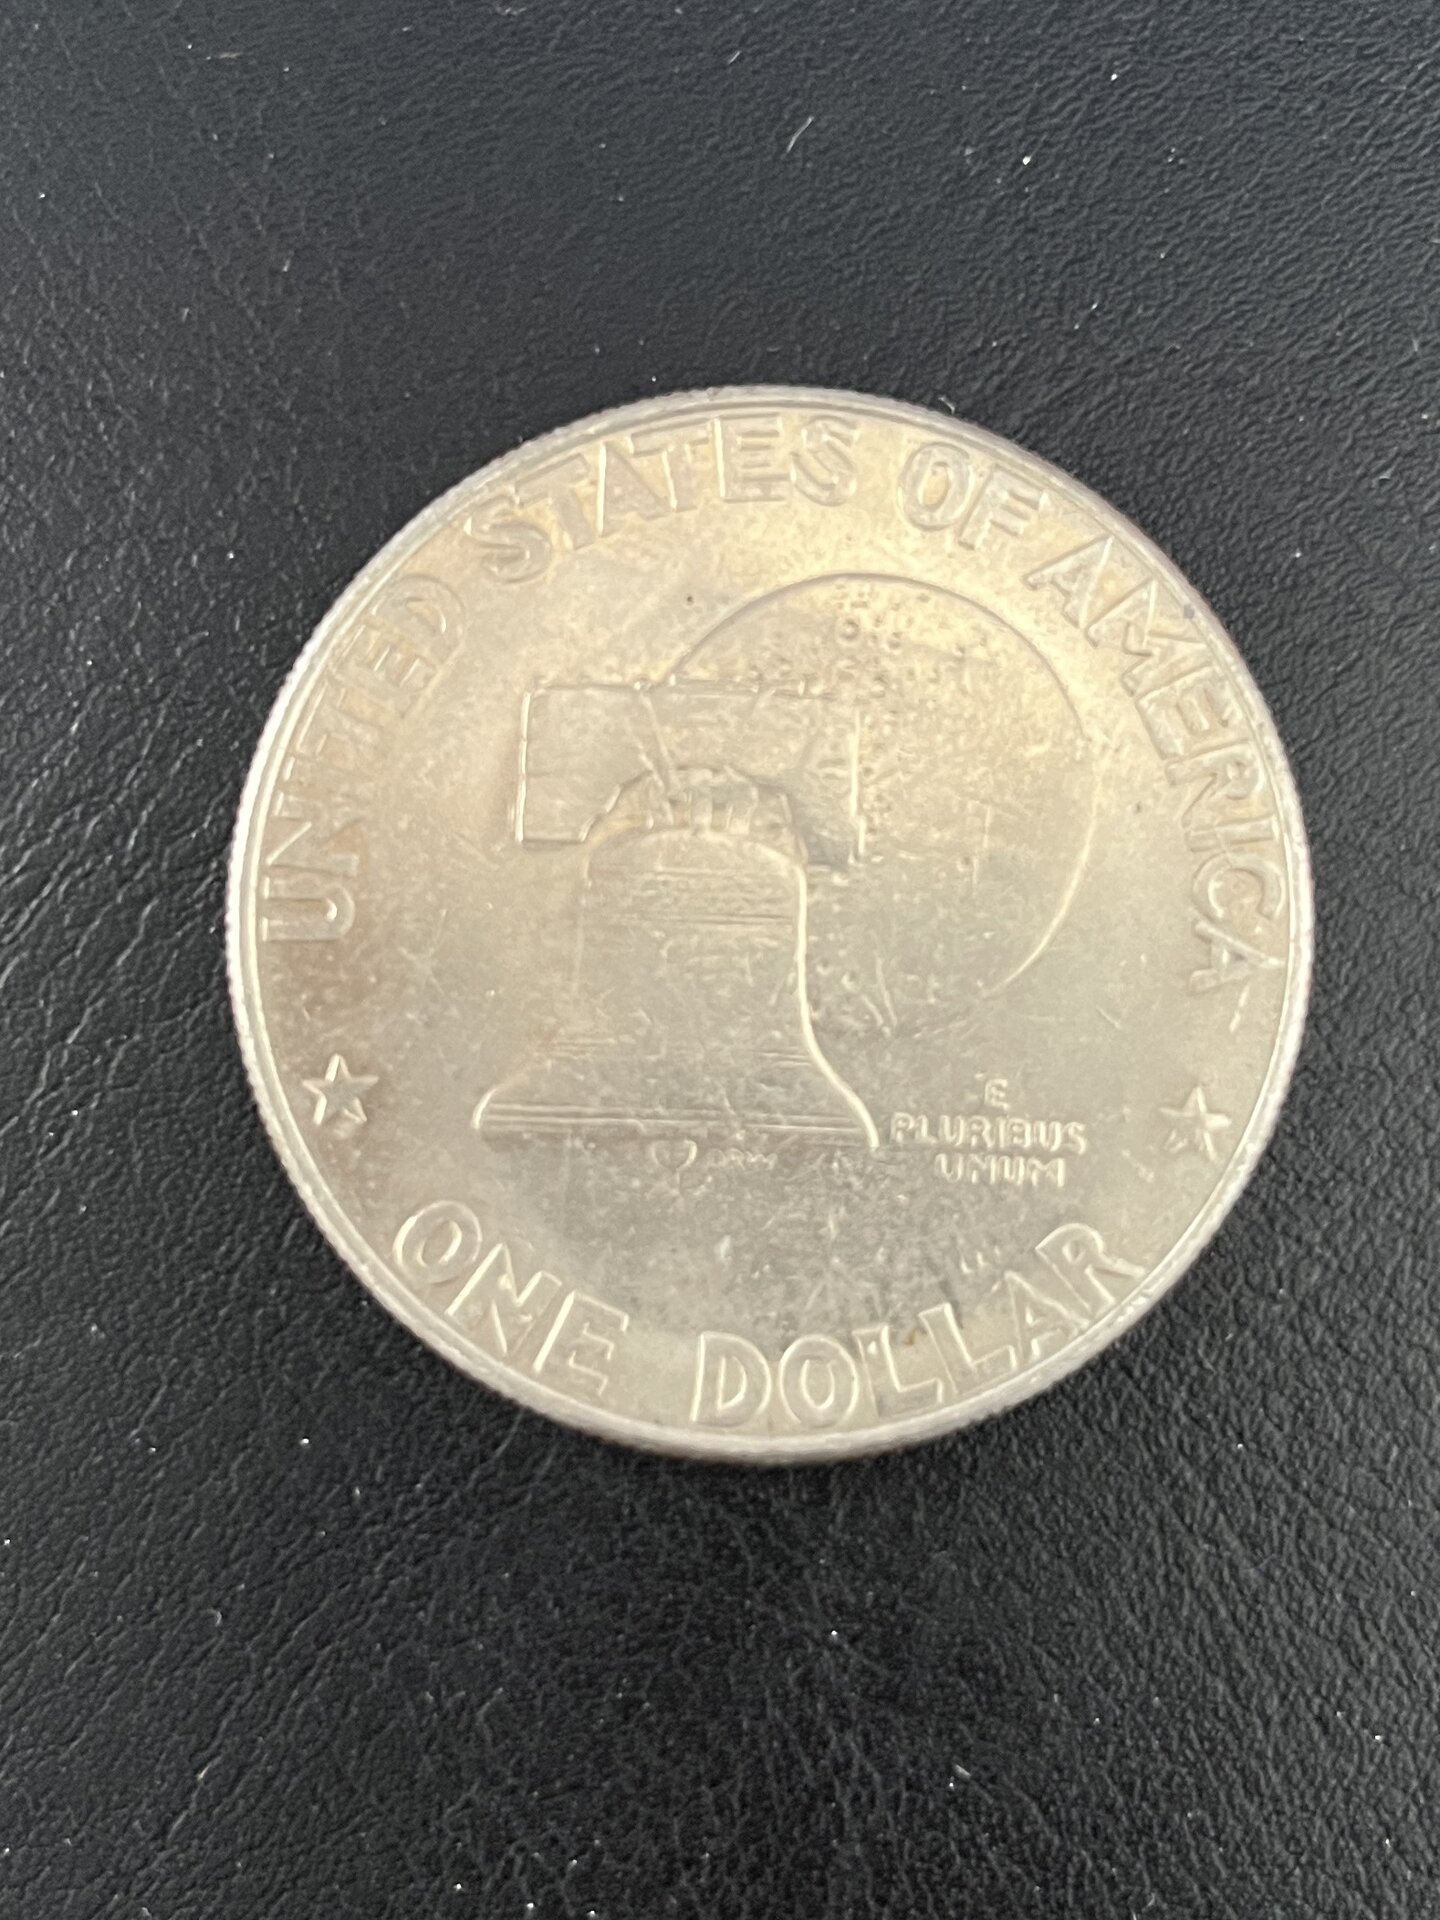 UNITED STATES OF AMERICA
E
PLURIBUS
UNUM
ONE DOLLAR